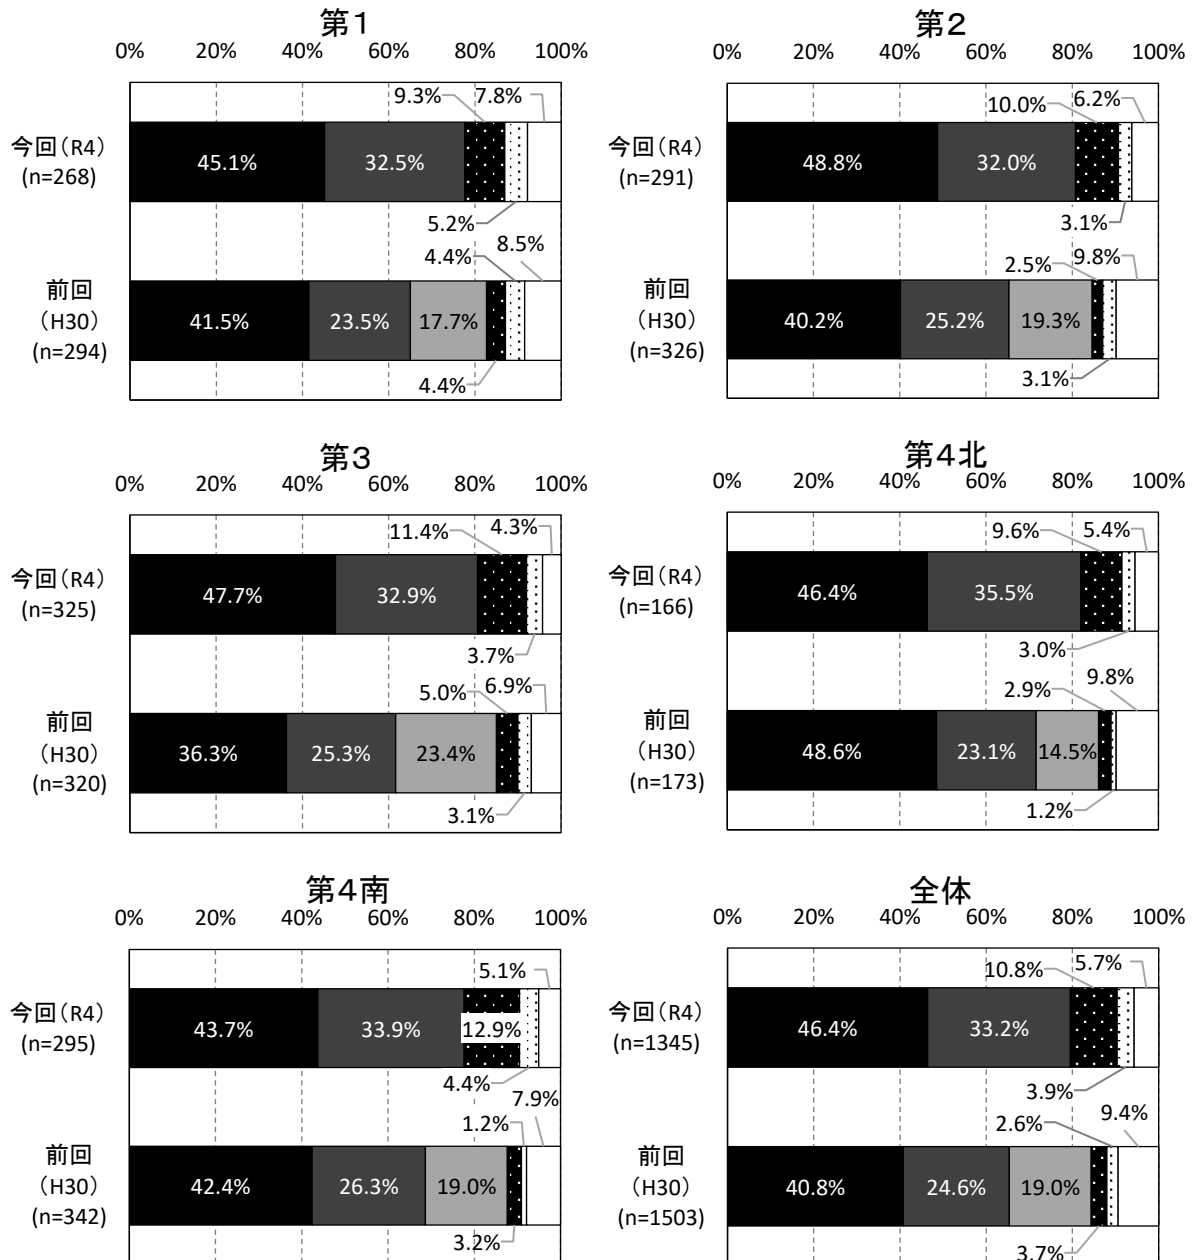 第1
0% 20% 40% 60% 80% 100%
9.3% 7.8%
今回（R4）
(n=268)
45.1% 32.5%
5.2%
4.4% 8.5%
前回
（H30）
(n=294)
41.5% 23.5% 17.7%
4.4%
第2
0% 20% 40% 60% 80% 100%
10.0% 6.2%
今回（R4）
(n=291)
48.8% 32.0%
3.1%
2.5% 9.8%
前回
（H30）
(n=326)
40.2% 25.2% 19.3%
3.1%
第3
0% 20% 40% 60% 80% 100%
11.4% 4.3%
今回（R4）
(n=325)
47.7% 32.9%
3.7%
5.0% 6.9%
前回
（H30）
(n=320)
36.3% 25.3% 23.4%
3.1%
第4北
0% 20% 40% 60% 80% 100%
9.6% 5.4%
今回（R4）
(n=166)
46.4% 35.5%
3.0%
2.9% 9.8%
前回
（H30）
(n=173)
48.6% 23.1% 14.5%
1.2%
第4南
0% 20% 40% 60% 80% 100%
5.1%
今回（R4）
(n=295)
43.7% 33.9% 12.9%
4.4%
1.2% 7.9%
前回
（H30）
(n=342)
42.4% 26.3% 19.0%
3.2%
全体
0% 20% 40% 60% 80% 100%
10.8% 5.7%
今回（R4）
(n=1345)
46.4% 33.2%
3.9%
2.6% 9.4%
前回
（H30）
(n=1503)
40.8% 24.6% 19.0%
3.7%